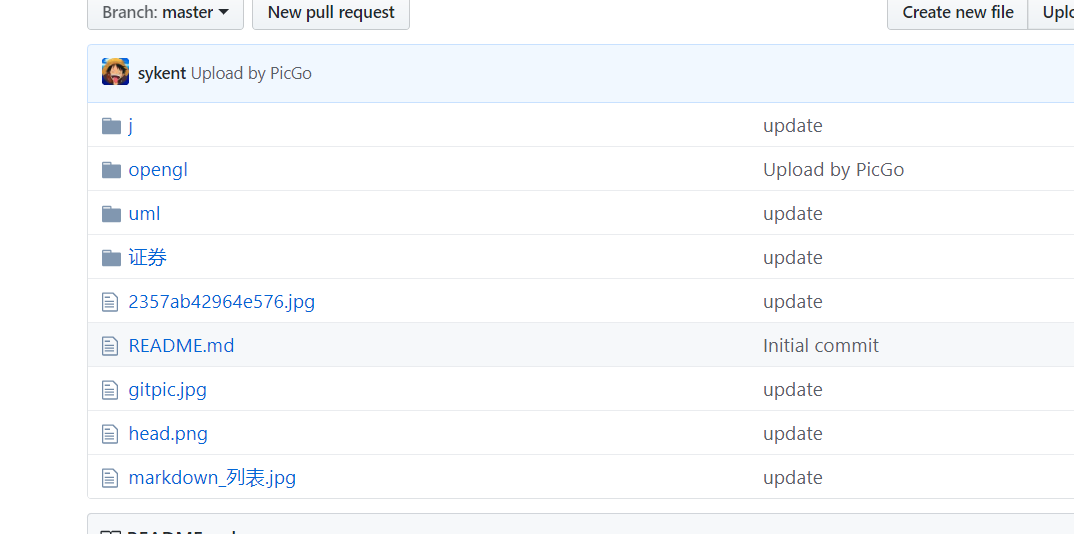 Branch: master New pull request Create new file
sykent Upload by PicGo
j update
opengl Upload by PicGo
uml update
证券 update
2357ab42964e576.jpg update
README.md Initial commit
gitpic.jpg update
head.png update
markdown_列表.jpg update